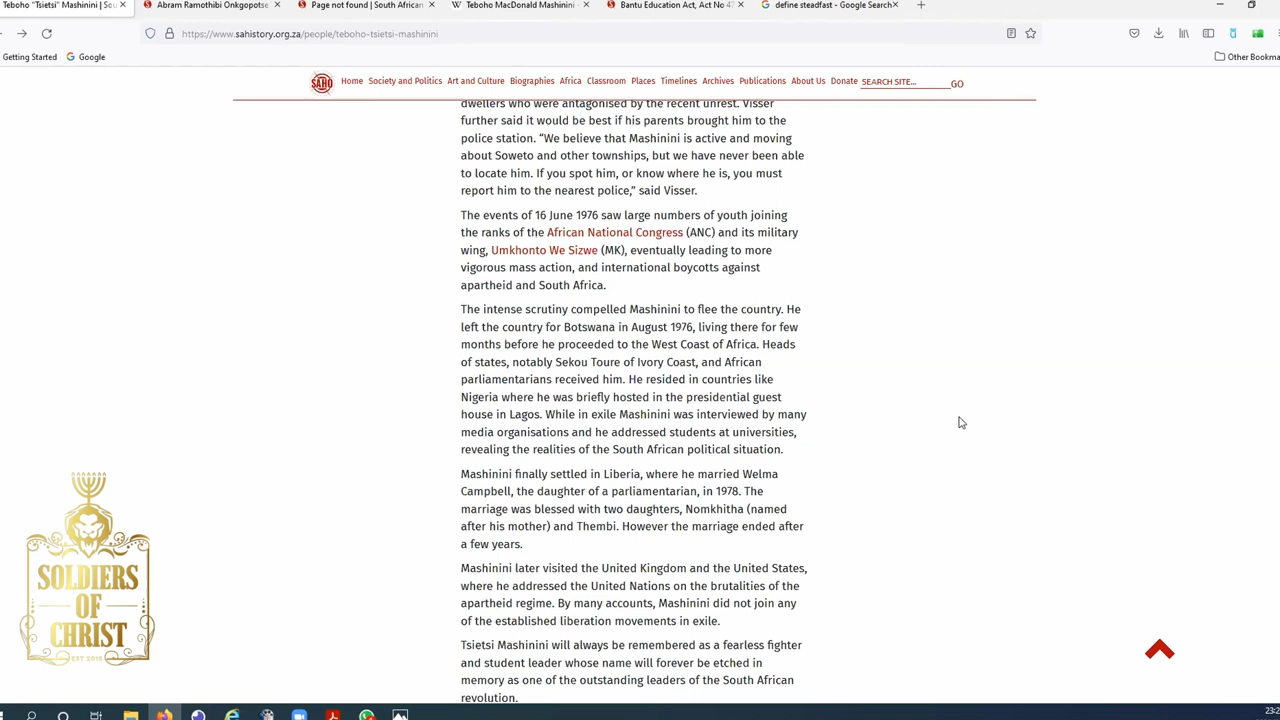 Teboho "Tsietsi" Mashinini | Sou
Abram Ramothibi Onkgopotse
Page not found | South African
Teboho MacDonald Mashinini -
Bantu Education Act, Act No 47
define steadfast - Google Search
https://www.sahistory.org.za/people/teboho-tsietsi-mashinini
Getting Started
Google
Other Bookma
SAHO
Home Society and Politics Art and Culture Biographies Africa Classroom Places Timelines Archives Publications About Us Donate SEARCH SITE... GO
dwellers who were antagonised by the recent unrest. Visser
further said it would be best if his parents brought him to the
police station. “We believe that Mashinini is active and moving
about Soweto and other townships, but we have never been able
to locate him. If you spot him, or know where he is, you must
report him to the nearest police,” said Visser.
The events of 16 June 1976 saw large numbers of youth joining
the ranks of the African National Congress (ANC) and its military
wing, Umkhonto We Sizwe (MK), eventually leading to more
vigorous mass action, and international boycotts against
apartheid and South Africa.
The intense scrutiny compelled Mashinini to flee the country. He
left the country for Botswana in August 1976, living there for few
months before he proceeded to the West Coast of Africa. Heads
of states, notably Sekou Toure of Ivory Coast, and African
parliamentarians received him. He resided in countries like
Nigeria where he was briefly hosted in the presidential guest
house in Lagos. While in exile Mashinini was interviewed by many
media organisations and he addressed students at universities,
revealing the realities of the South African political situation.
Mashinini finally settled in Liberia, where he married Welma
Campbell, the daughter of a parliamentarian, in 1978. The
marriage was blessed with two daughters, Nomkhitha (named
after his mother) and Thembi. However the marriage ended after
a few years.
Mashinini later visited the United Kingdom and the United States,
where he addressed the United Nations on the brutalities of the
apartheid regime. By many accounts, Mashinini did not join any
of the established liberation movements in exile.
Tsietsi Mashinini will always be remembered as a fearless fighter
and student leader whose name will forever be etched in
memory as one of the outstanding leaders of the South African
revolution.
SOLDIERS
OF
CHRIST
EST 2015
23:2